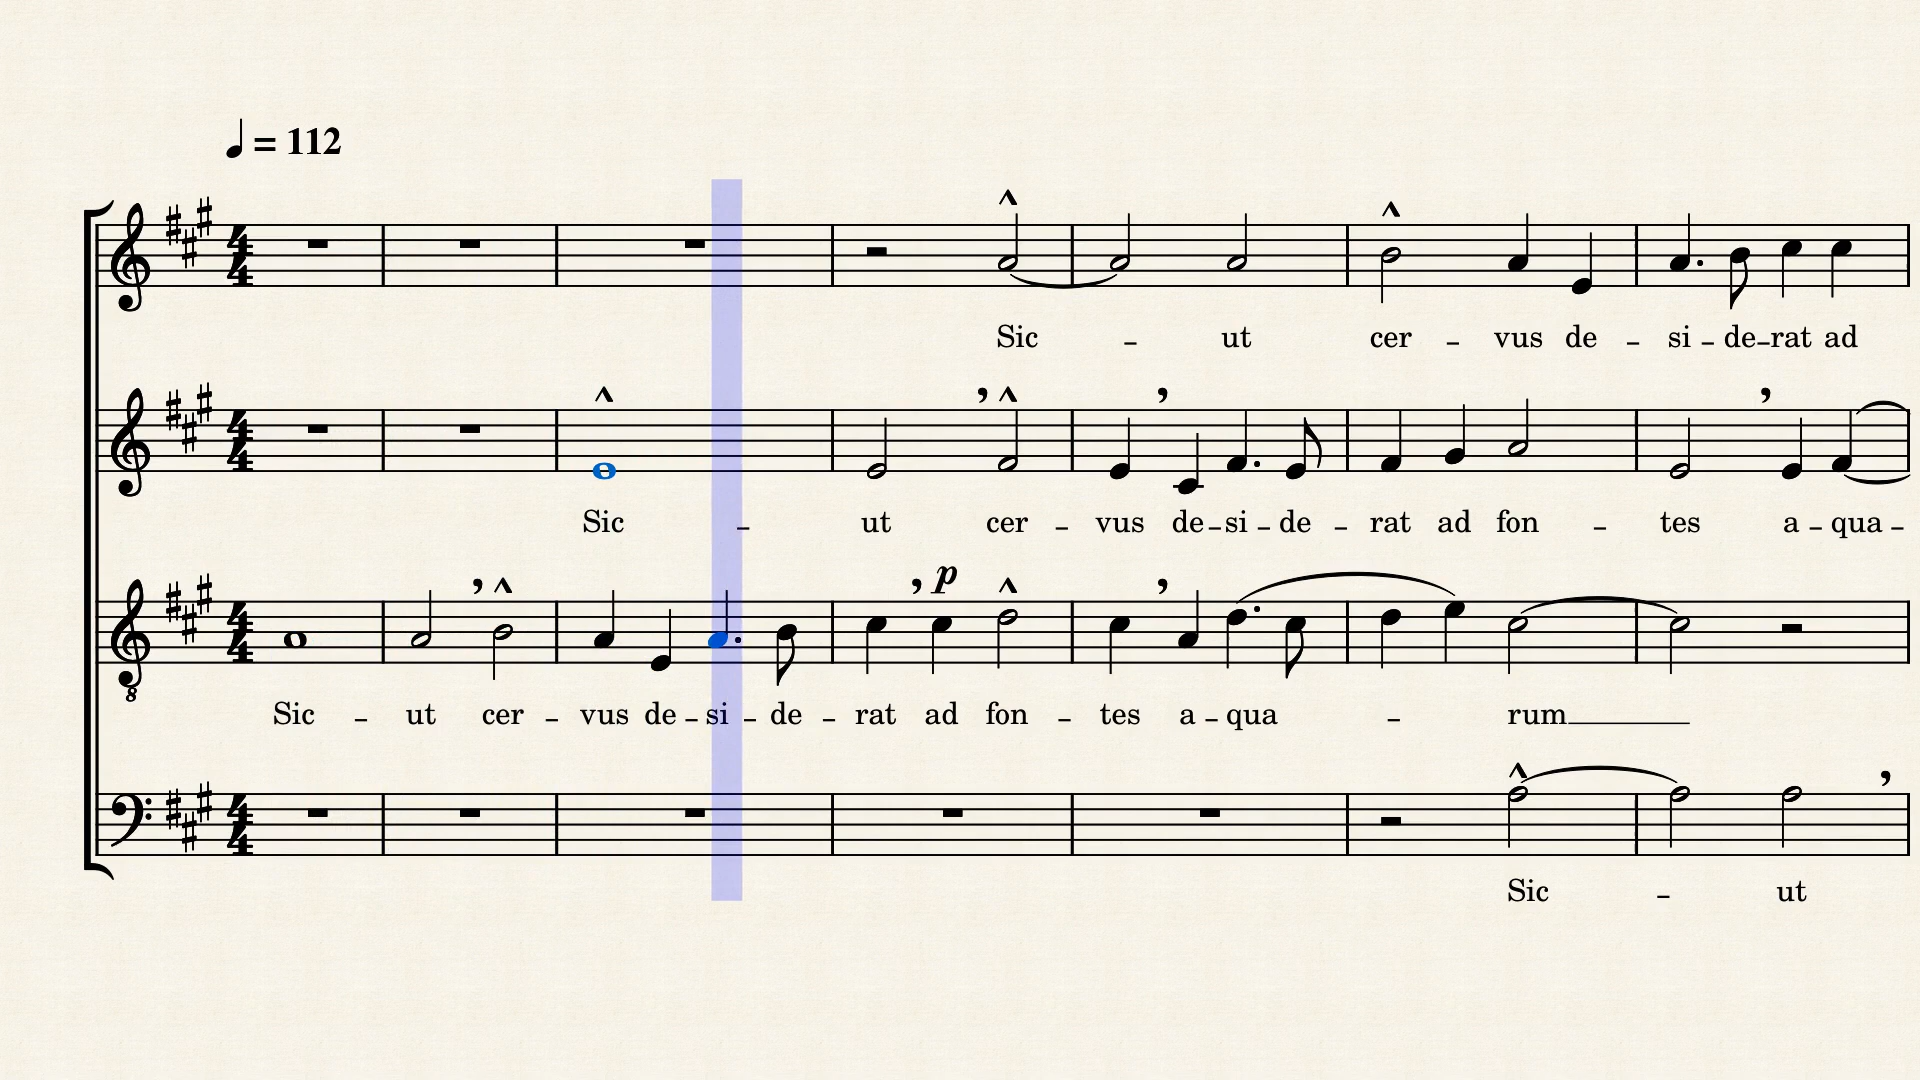 = 112
Sic - ut cer - vus de - si - de - rat ad
Sic - ut cer - vus de - si - de - rat ad fon - tes a - qua -
p
Sic - ut cer - vus de - si - de - rat ad fon - tes a - qua - rum
Sic - ut